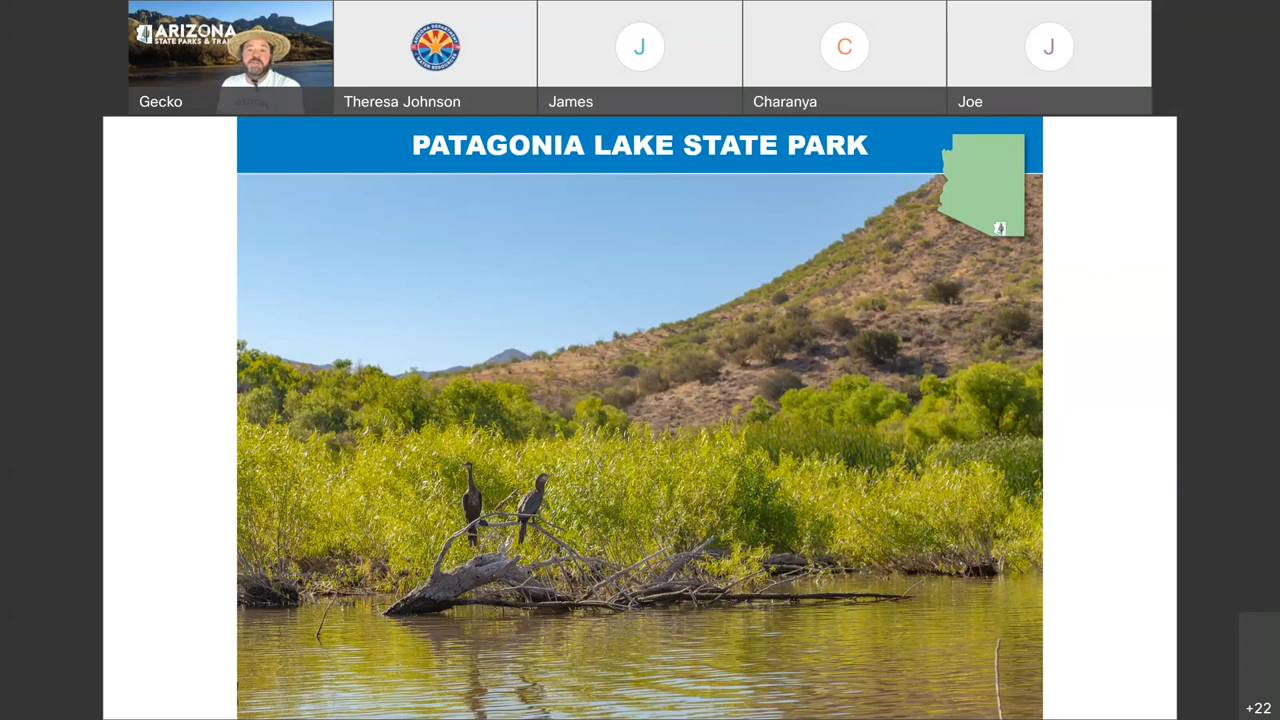 ARIZONA
STATE PARKS & TRA
Gecko
Theresa Johnson
J
James
C
Charanya
J
Joe
PATAGONIA LAKE STATE PARK
+22